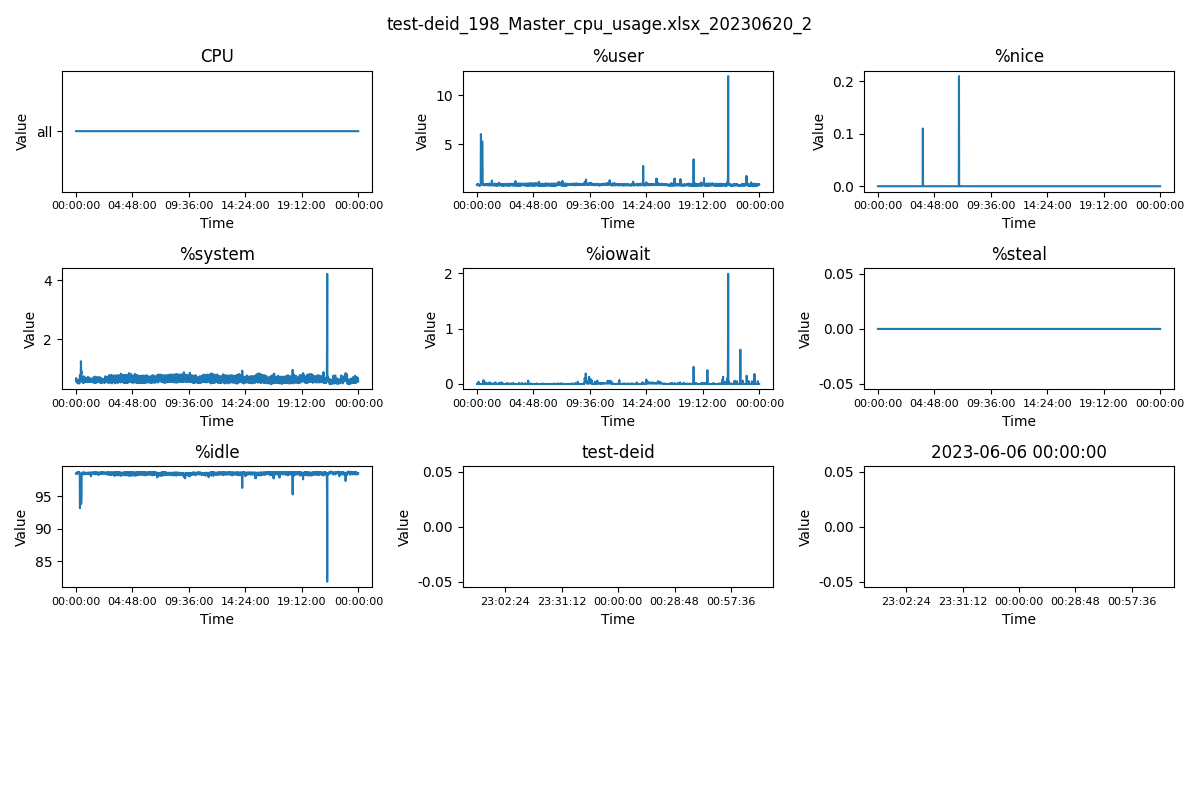 test-deid_198_Master_cpu_usage.xlsx_20230620_2
CPU
%user
%nice
Value
all
00:00:00 04:48:00 09:36:00 14:24:00 19:12:00 00:00:00
Time
Value
10
5
00:00:00 04:48:00 09:36:00 14:24:00 19:12:00 00:00:00
Time
Value
0.2
0.1
0.0
00:00:00 04:48:00 09:36:00 14:24:00 19:12:00 00:00:00
Time
%system
%iowait
%steal
Value
4
2
00:00:00 04:48:00 09:36:00 14:24:00 19:12:00 00:00:00
Time
Value
2
1
0
00:00:00 04:48:00 09:36:00 14:24:00 19:12:00 00:00:00
Time
Value
0.05
0.00
-0.05
00:00:00 04:48:00 09:36:00 14:24:00 19:12:00 00:00:00
Time
%idle
test-deid
2023-06-06 00:00:00
Value
95
90
85
00:00:00 04:48:00 09:36:00 14:24:00 19:12:00 00:00:00
Time
Value
0.05
0.00
-0.05
23:02:24 23:31:12 00:00:00 00:28:48 00:57:36
Time
Value
0.05
0.00
-0.05
23:02:24 23:31:12 00:00:00 00:28:48 00:57:36
Time